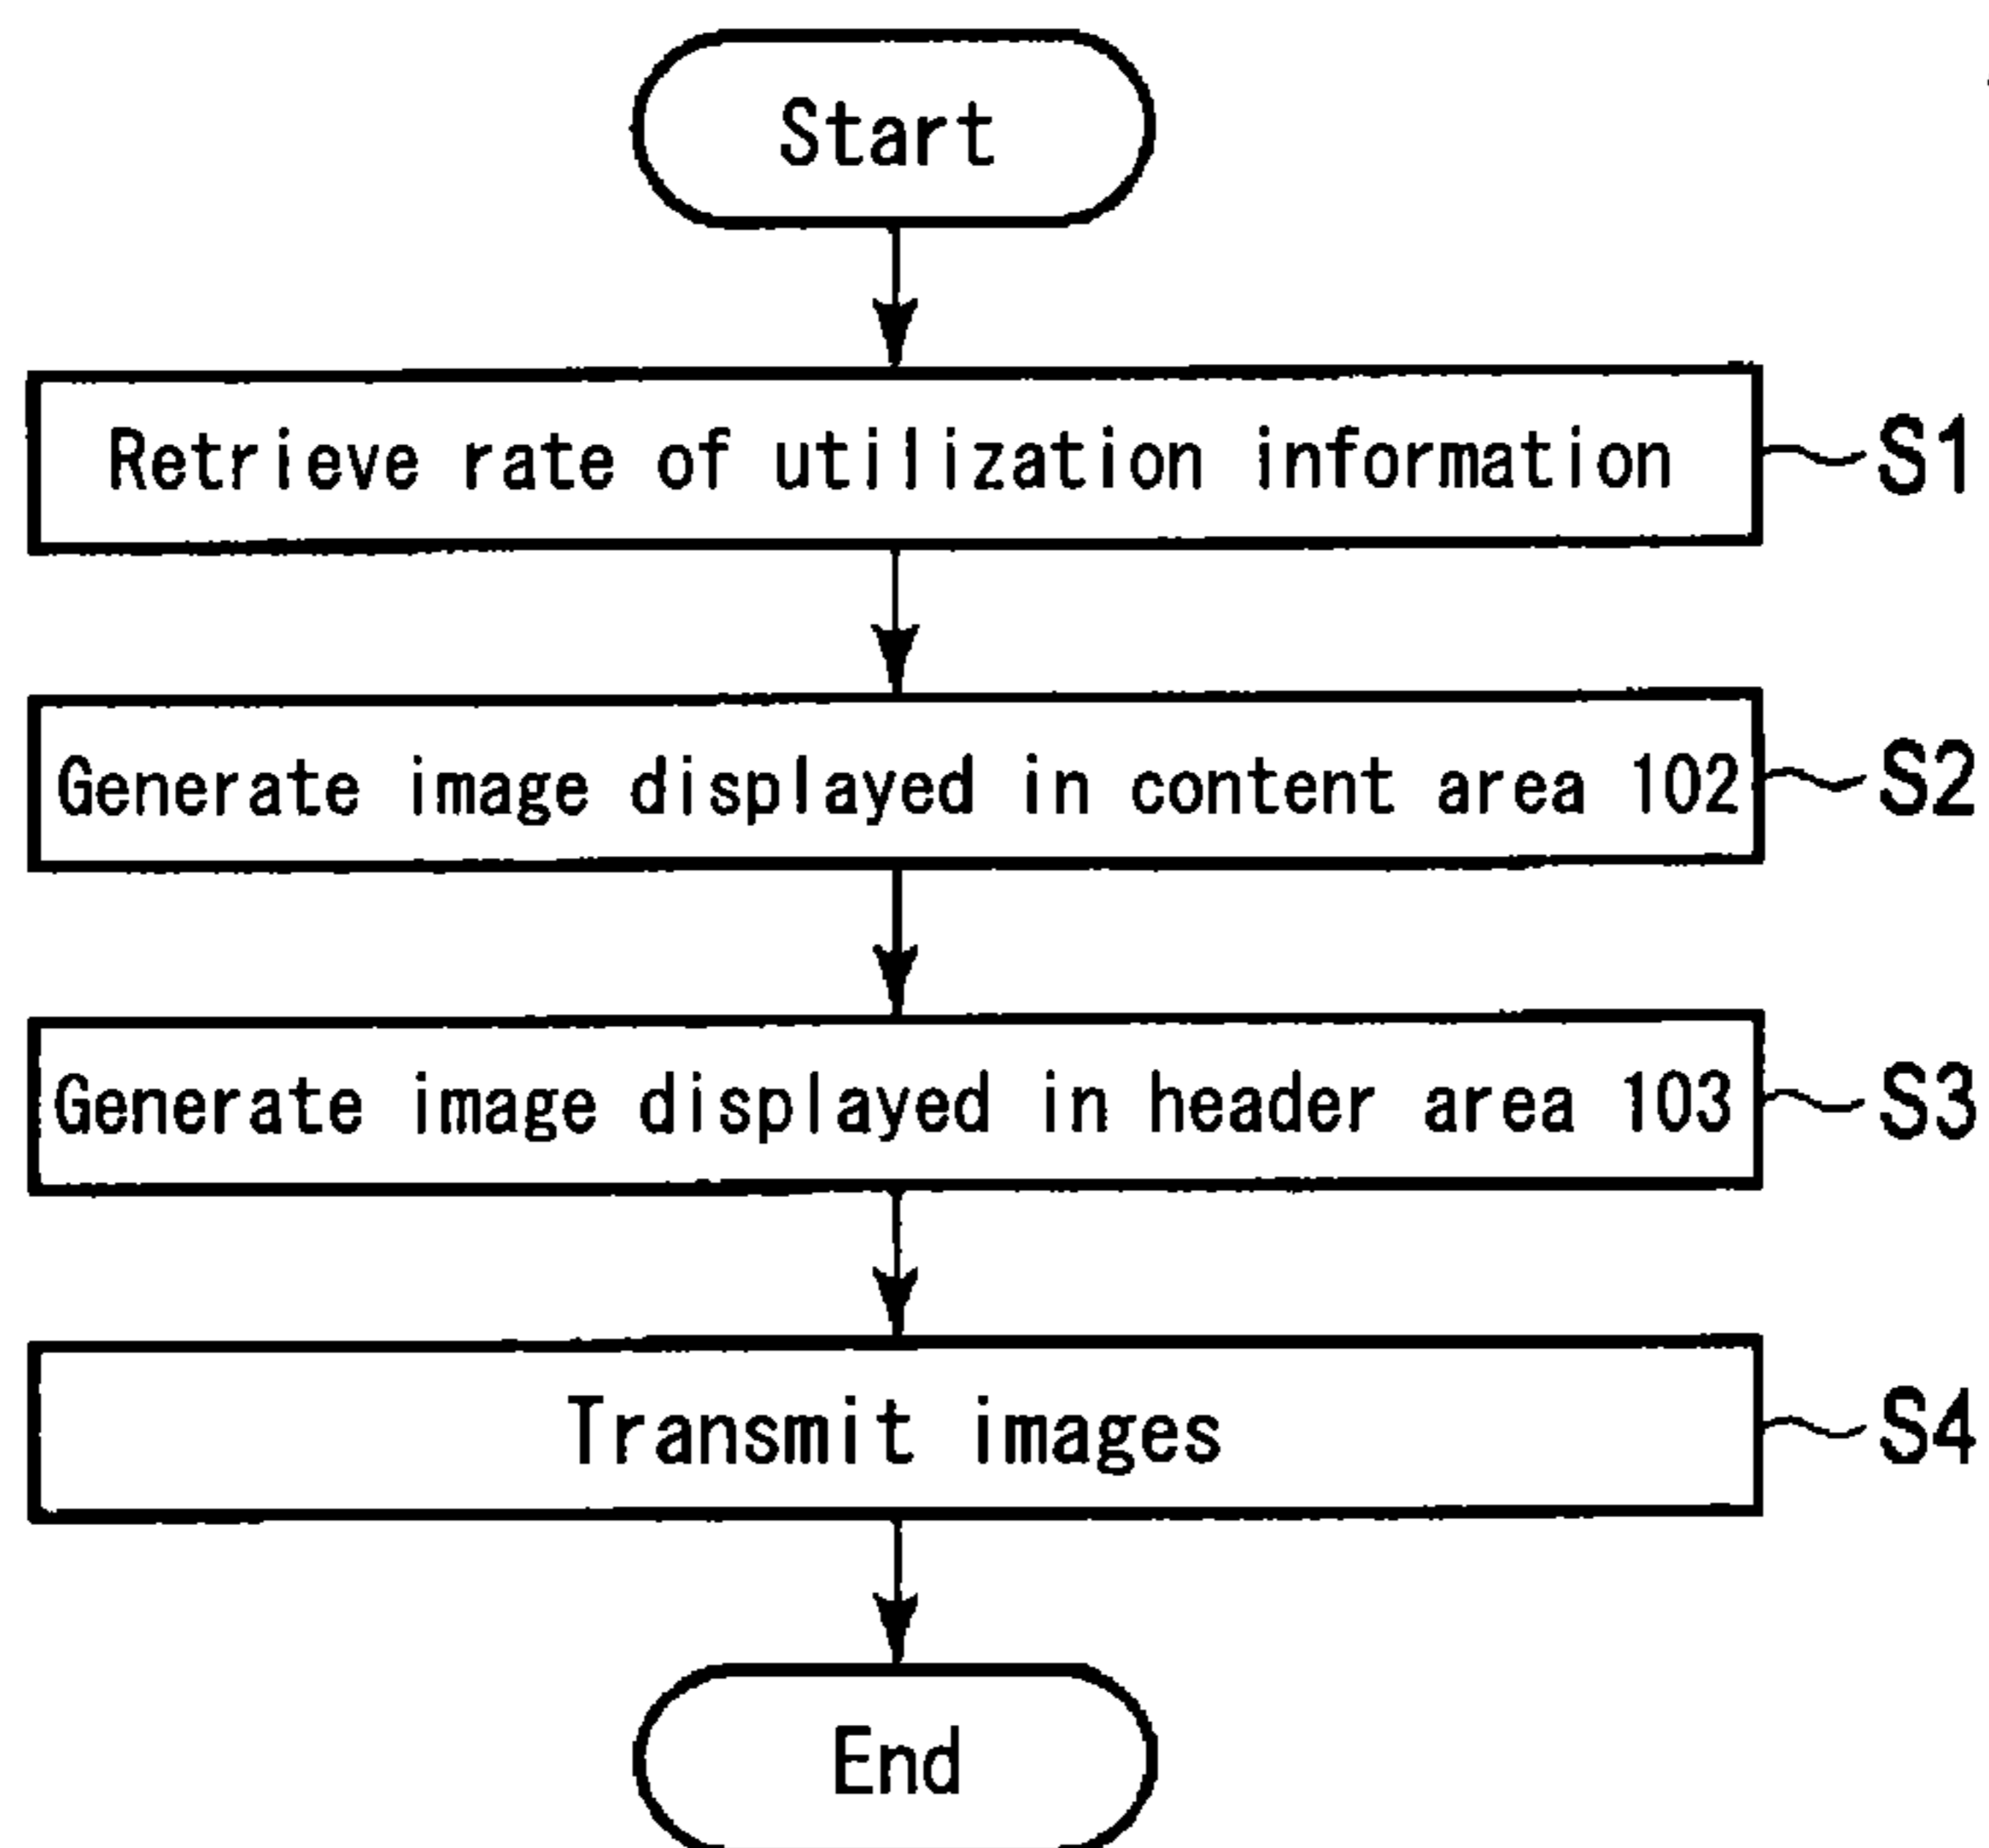 Start
Retrieve rate of utilization information
S1
Generate image displayed in content area 102
S2
Generate image displayed in header area 103
S3
Transmit images
S4
End